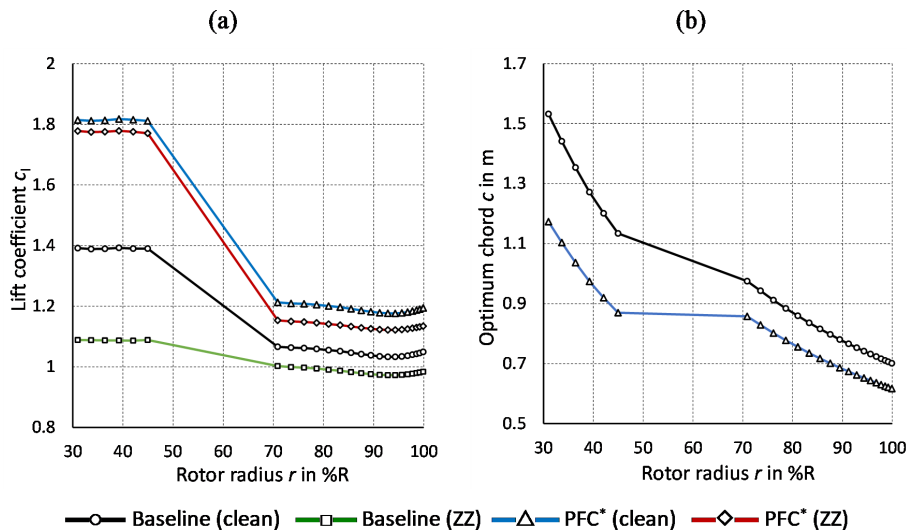 (a)
(b)
Lift coefficient cl
2
1.8
1.6
1.4
1.2
1
0.8
30 40 50 60 70 80 90 100
Rotor radius r in %R
Optimum chord c in m
1.7
1.5
1.3
1.1
0.9
0.7
0.5
30 40 50 60 70 80 90 100
Rotor radius r in %R
Baseline (clean) Baseline (ZZ) PFC* (clean) PFC* (ZZ)